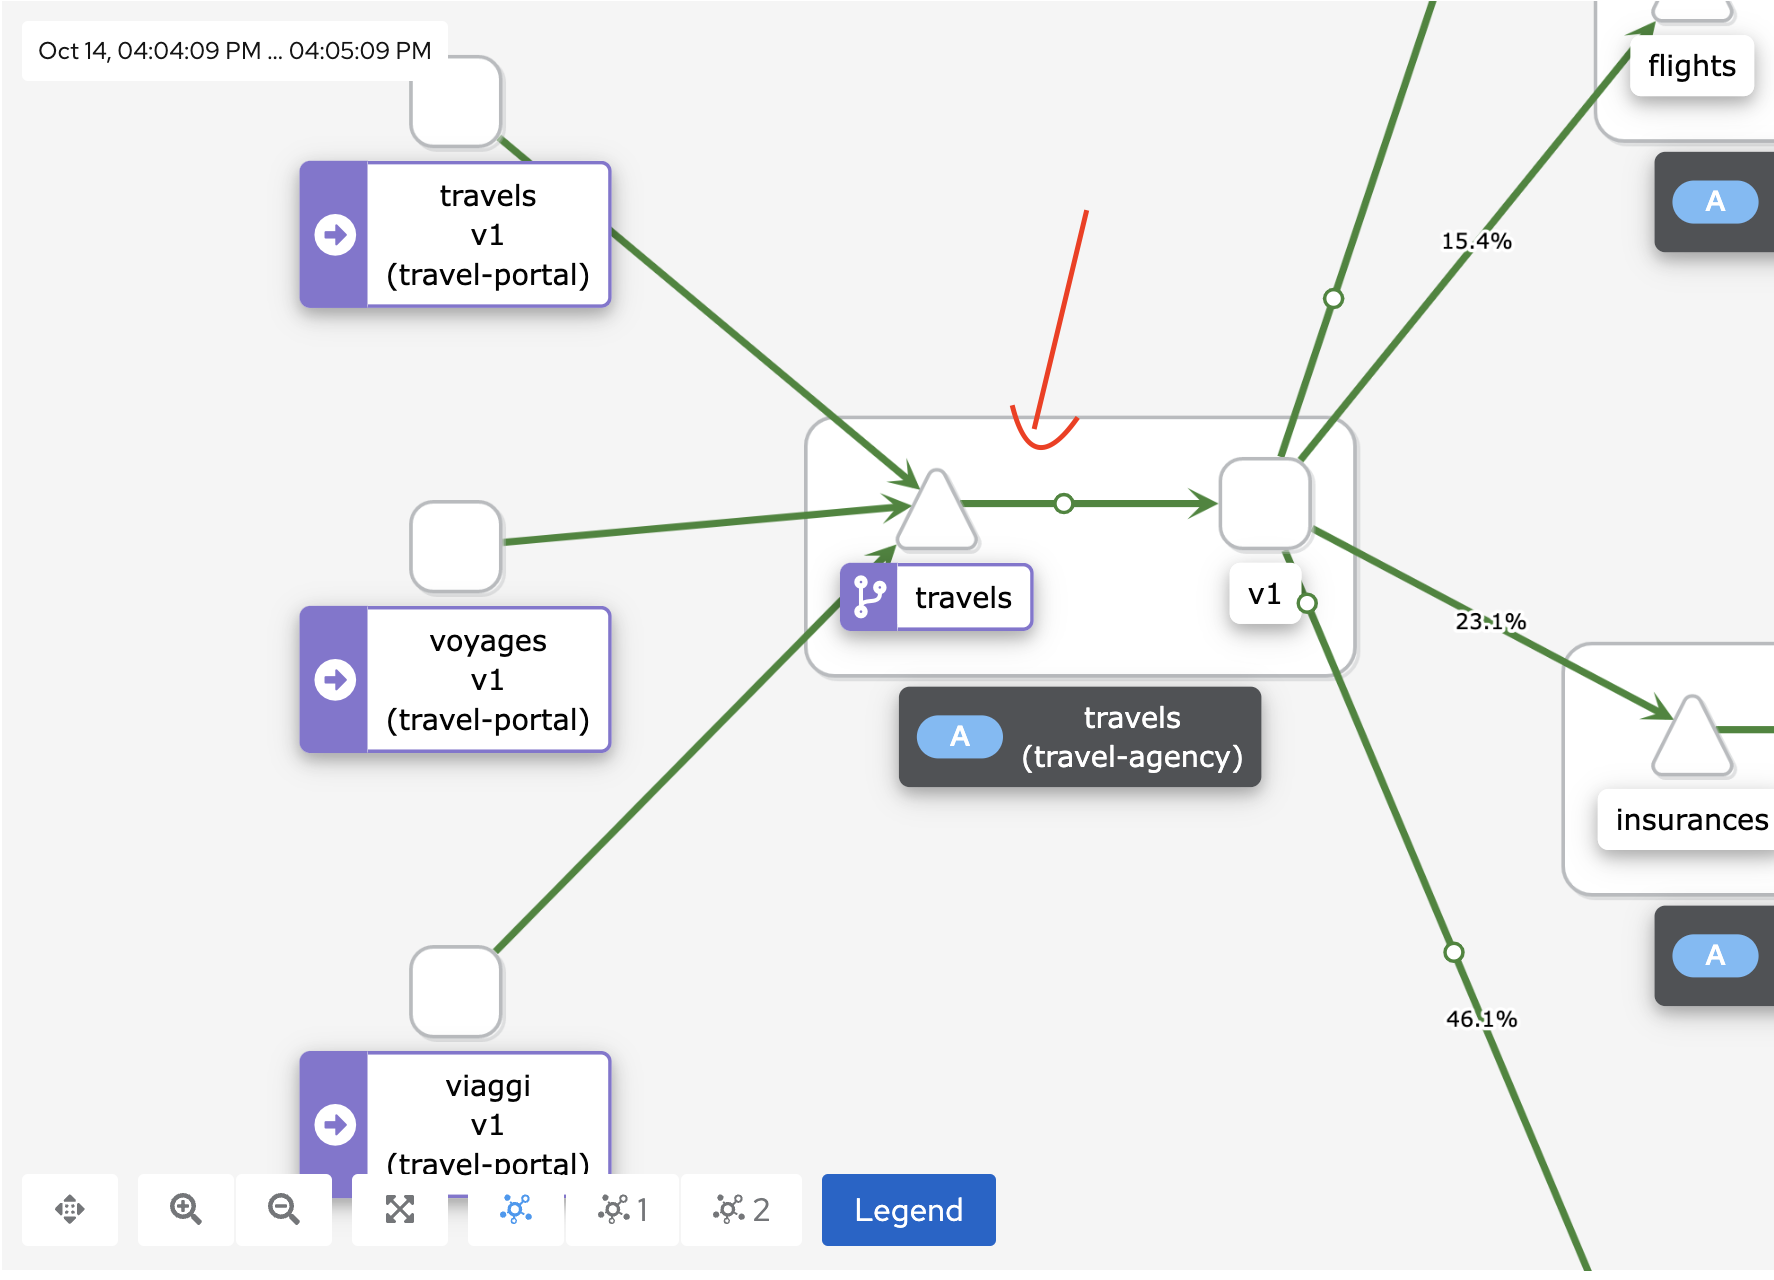 Oct 14, 04:04:09 PM ... 04:05:09 PM
flights
travels
v1
(travel-portal)
A
15.4%
voyages
v1
(travel-portal)
travels
v1
23.1%
A
travels
(travel-agency)
insurances
A
46.1%
viaggi
v1
(travel-portal)
1
2
Legend